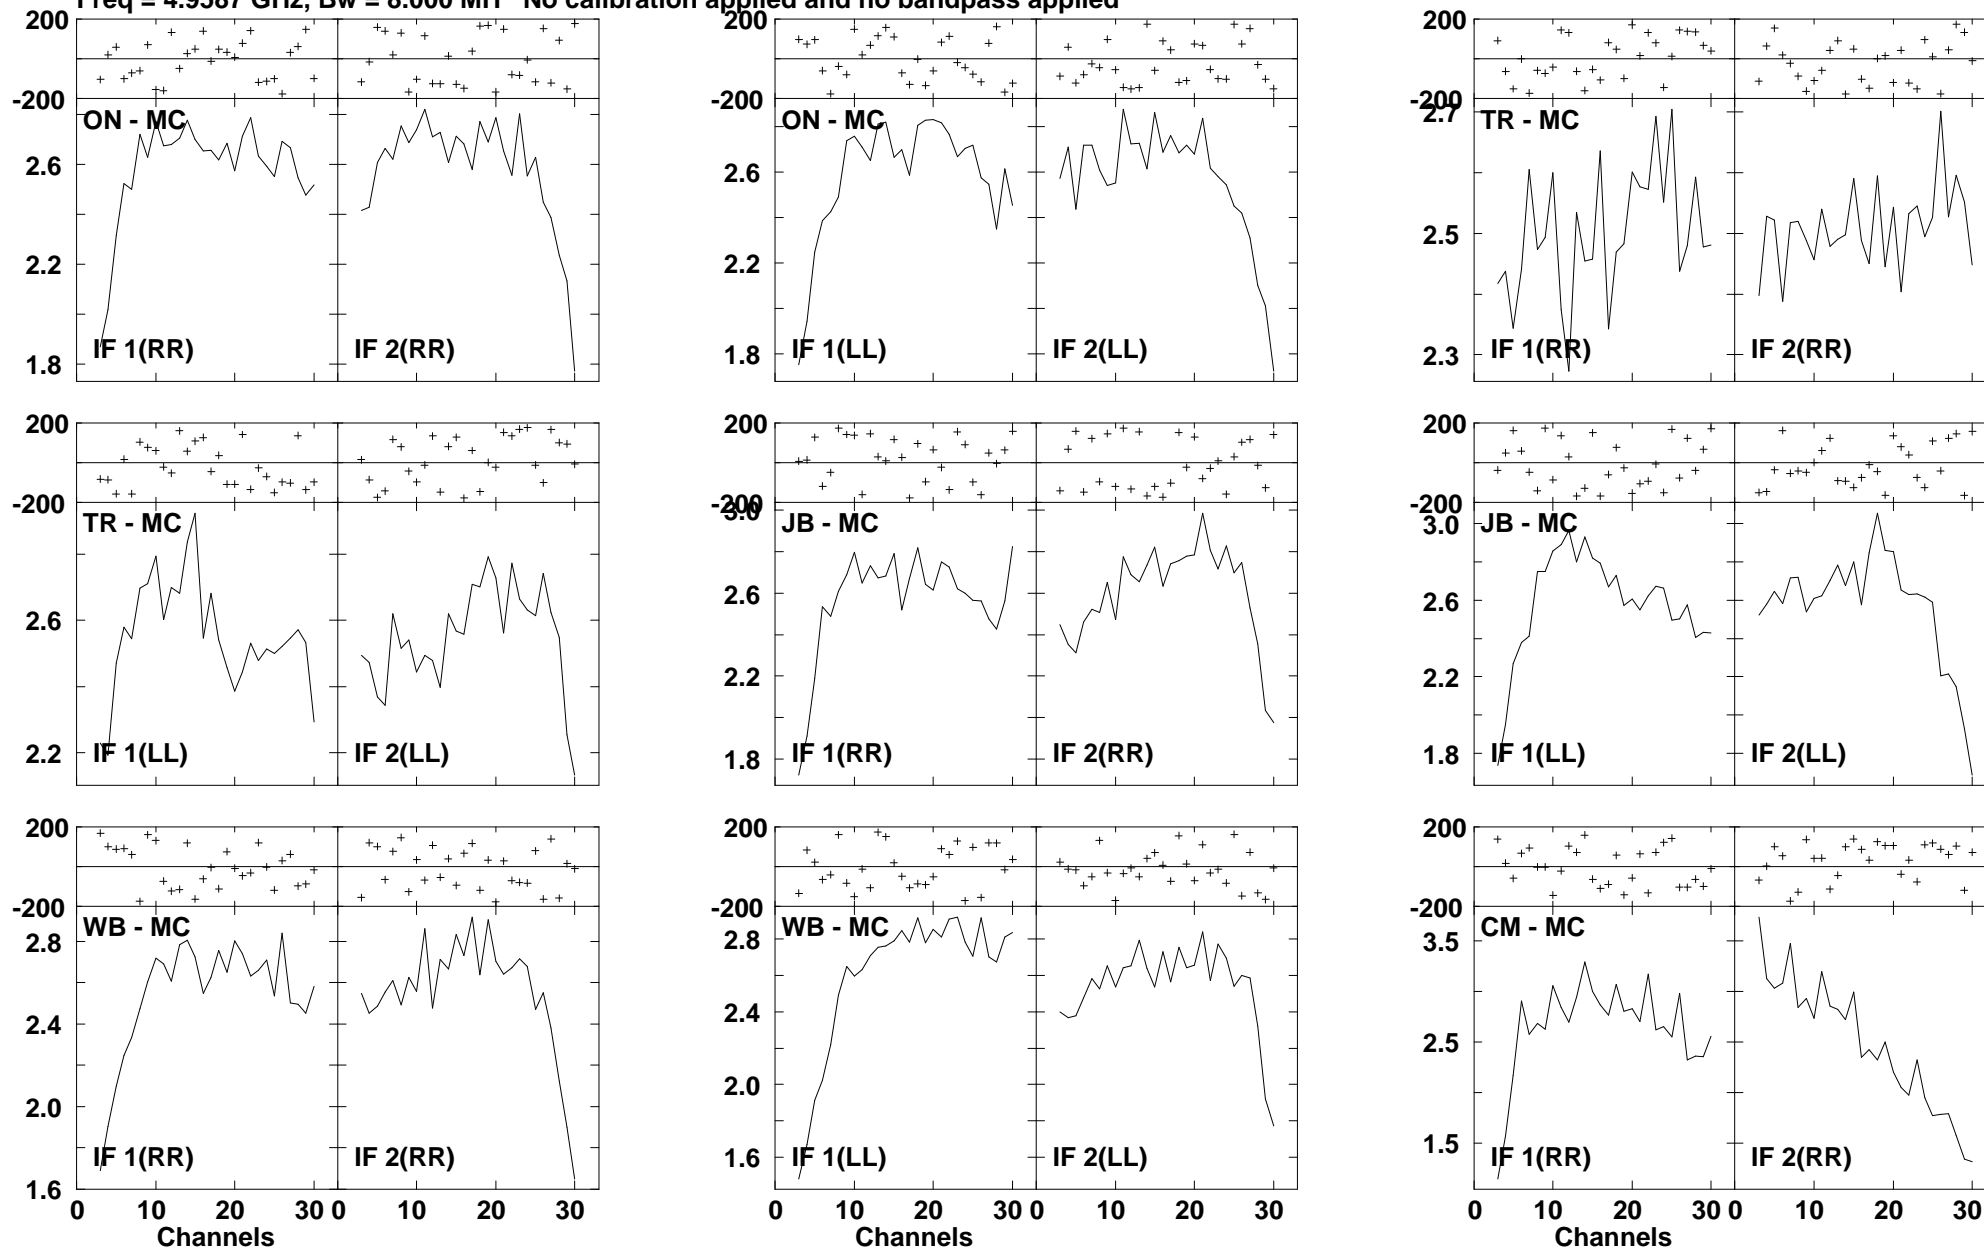 Freq = 4.9587 GHz, Bw = 8.000 MH No calibration applied and no bandpass applied
200 200 200
-200 -200 -200
ON - MC ON - MC 2.7 TR - MC
2.6 2.6 2.5
2.2 2.2
1.8 IF 1(RR) IF 2(RR) 1.8 IF 1(LL) IF 2(LL) 2.3 IF 1(RR) IF 2(RR)
200 200 200
-200 -200 -200
TR - MC 3.0 JB - MC 3.0 JB - MC
2.6 2.6 2.6
2.2 2.2
2.2 IF 1(LL) IF 2(LL) 1.8 IF 1(RR) IF 2(RR) 1.8 IF 1(LL) IF 2(LL)
200 200 200
-200 -200 -200
WB - MC WB - MC CM - MC
2.8 2.8 3.5
2.4 2.4 2.5
2.0 2.0 1.5
IF 1(RR) IF 2(RR) 1.6 IF 1(LL) IF 2(LL) IF 1(RR) IF 2(RR)
1.6
0 10 20 30 0 10 20 30 0 10 20 30 0 10 20 30 0 10 20 30 0 10 20 30
Channels Channels Channels